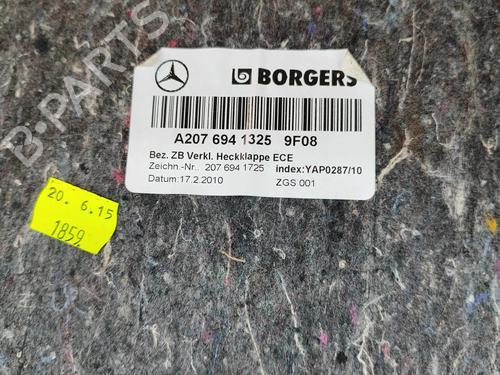 B-PARTS
BORGERS
A207 694 1325 9F08
Bez. ZB Verkl. Heckklappe ECE
Zeichn.-Nr.. 207 694 1725 index:YAP0287/10
Datum:17.2.2010 ZGS 001
20. 6.15
1859